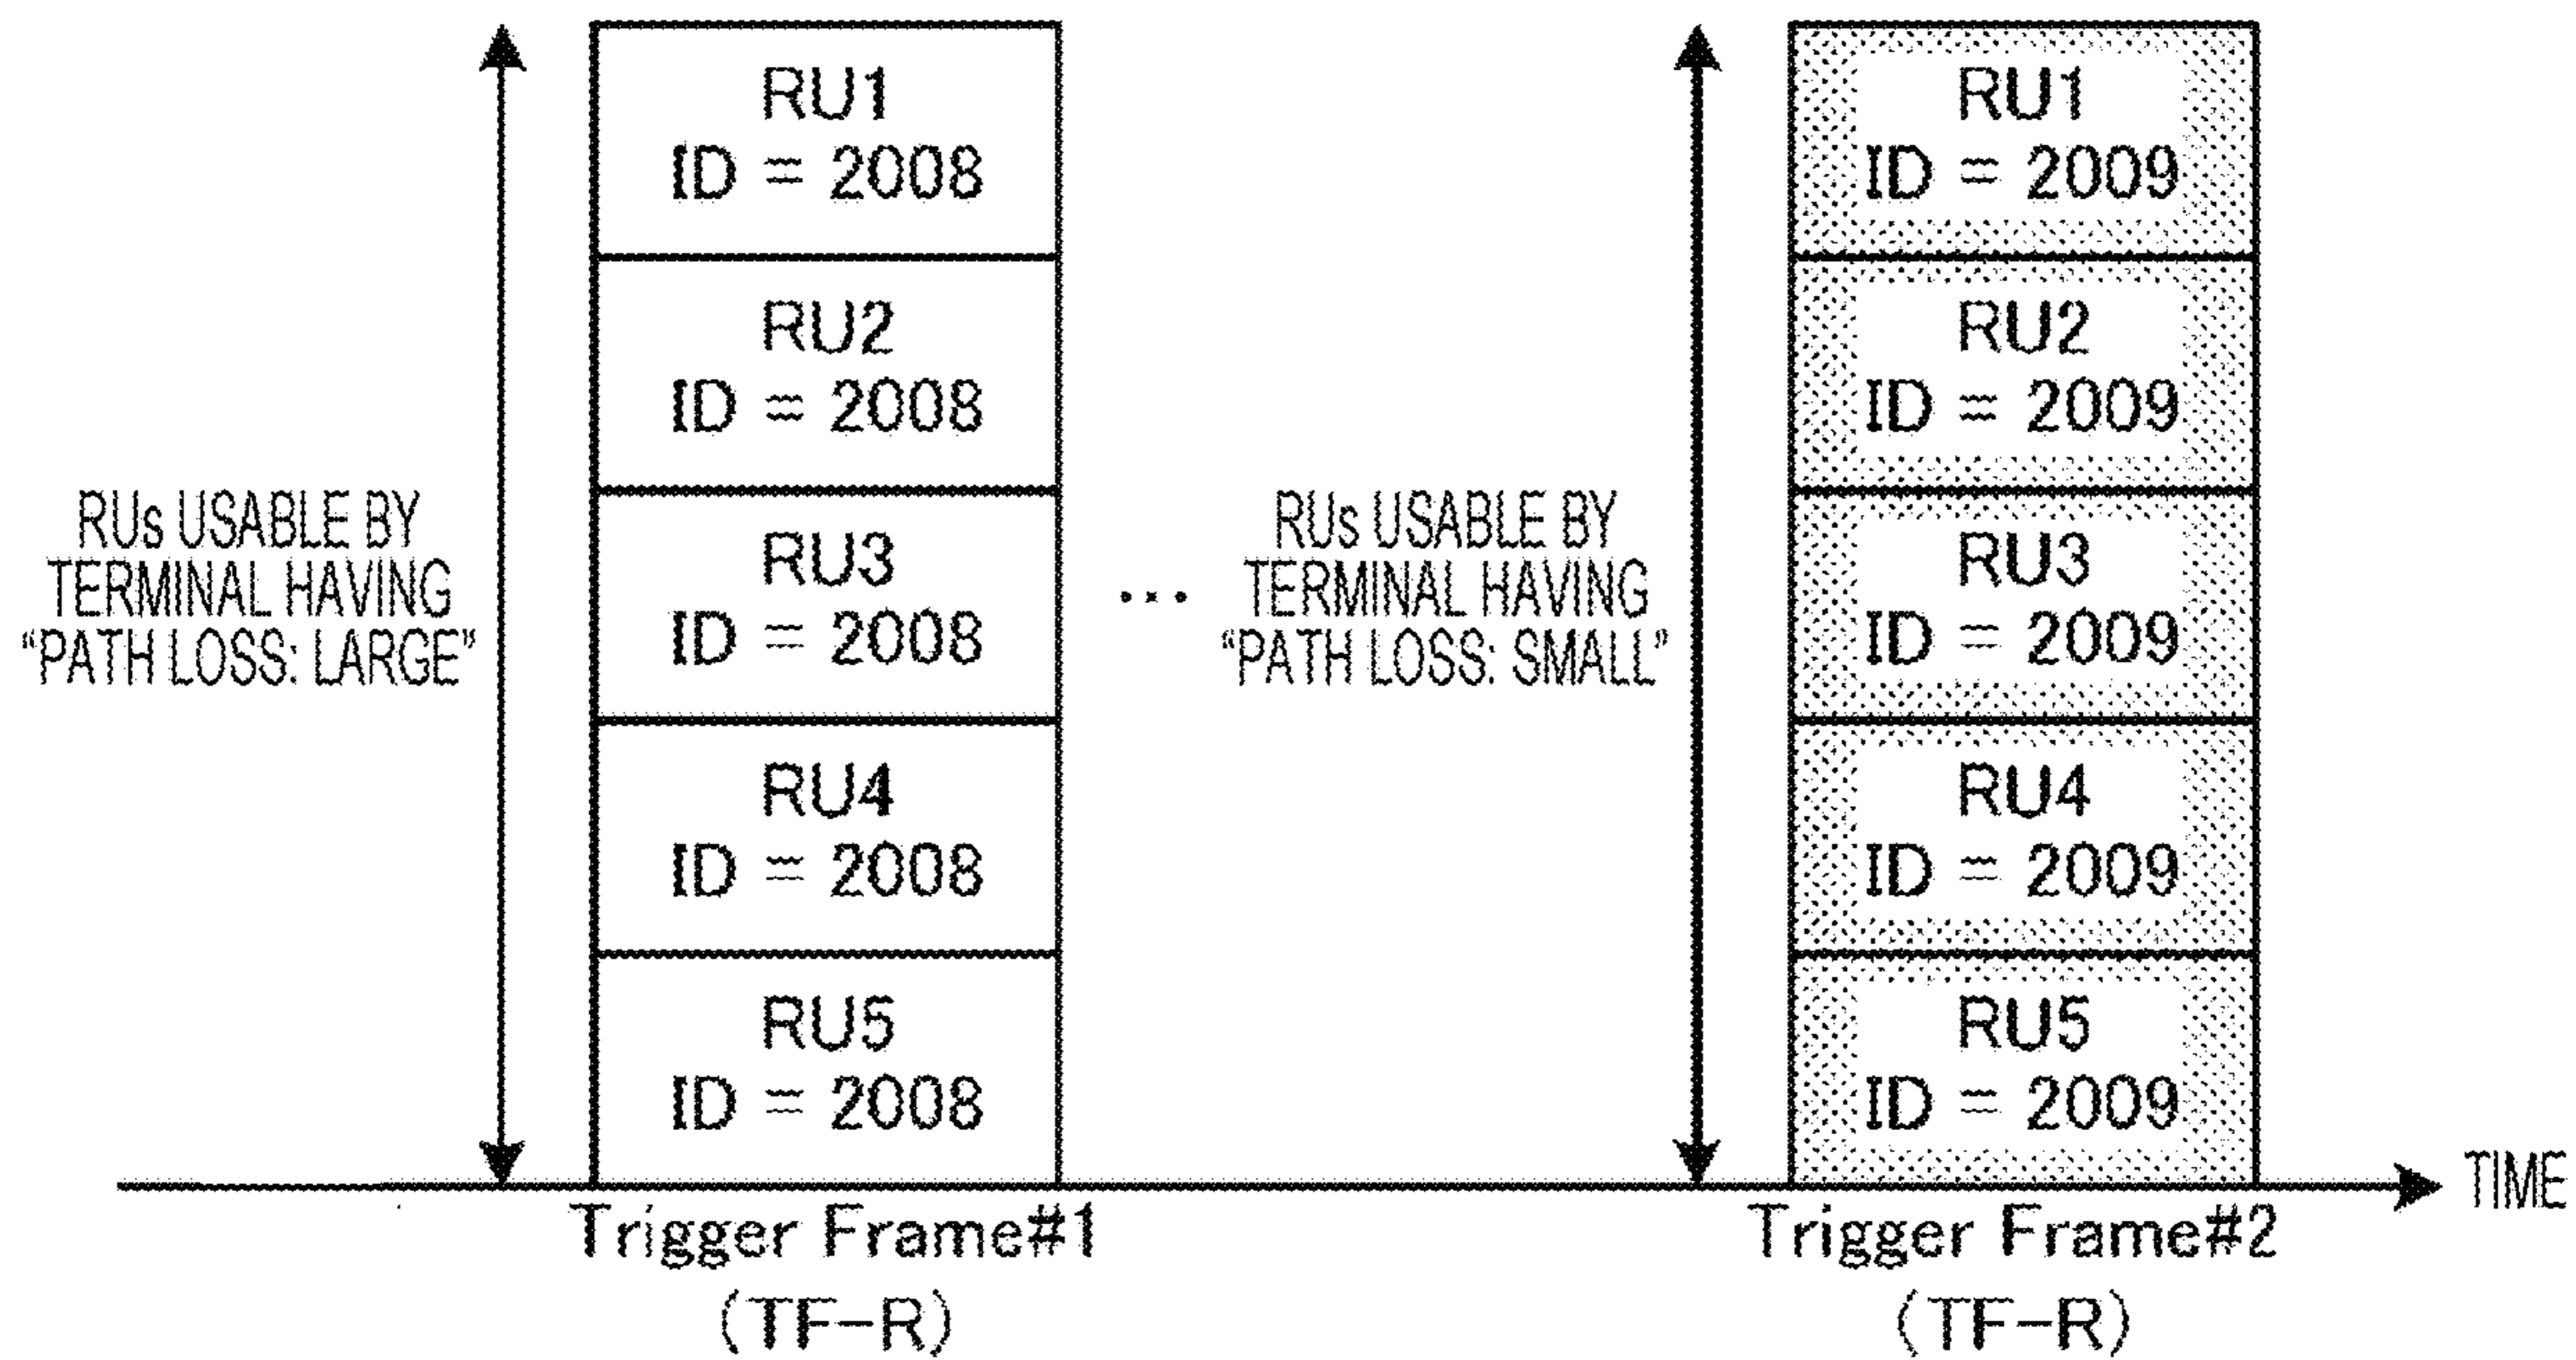 RUs USABLE BY
TERMINAL HAVING
“PATH LOSS: LARGE”
RU1
ID = 2008
RU2
ID = 2008
RU3
ID = 2008
RU4
ID = 2008
RU5
ID = 2008
Trigger Frame#1
(TF-R)
...
RUs USABLE BY
TERMINAL HAVING
“PATH LOSS: SMALL”
RU1
ID = 2009
RU2
ID = 2009
RU3
ID = 2009
RU4
ID = 2009
RU5
ID = 2009
Trigger Frame#2
(TF-R)
TIME